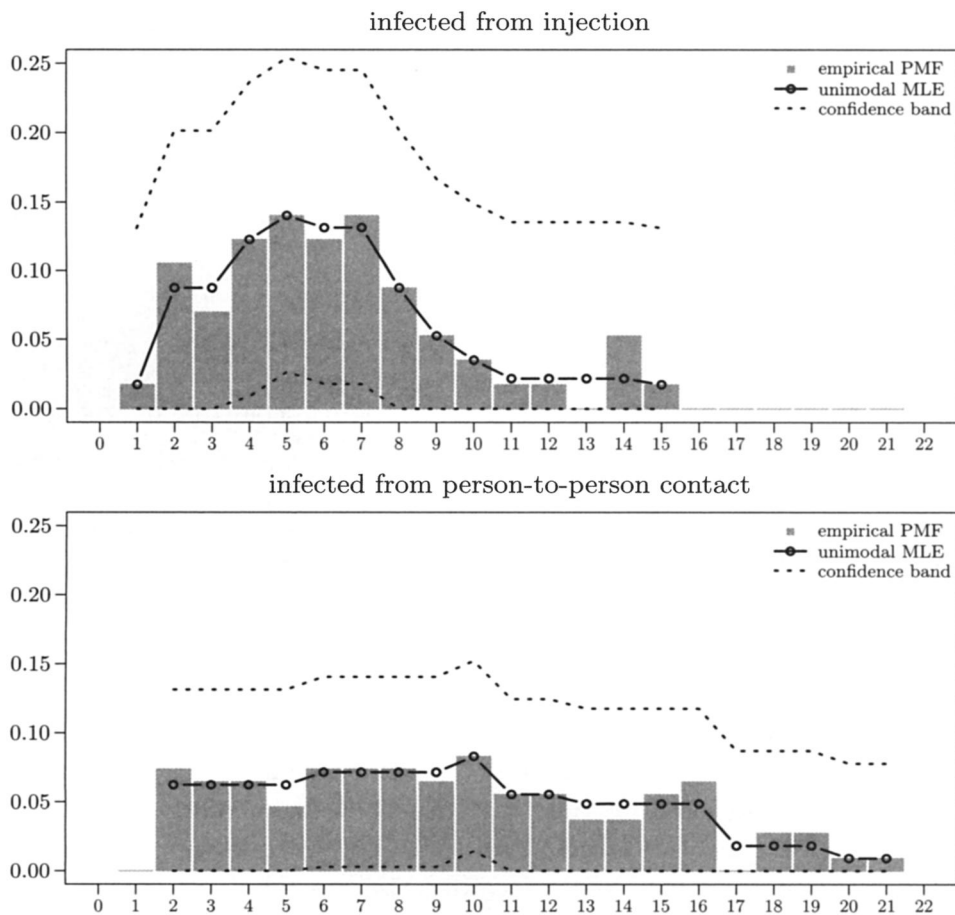 infected from injection
0.25
0.20
0.15
0.10
0.05
0.00
empirical PMF
unimodal MLE
confidence band
0 1 2 3 4 5 6 7 8 9 10 11 12 13 14 15 16 17 18 19 20 21 22
infected from person-to-person contact
0.25
0.20
0.15
0.10
0.05
0.00
empirical PMF
unimodal MLE
confidence band
0 1 2 3 4 5 6 7 8 9 10 11 12 13 14 15 16 17 18 19 20 21 22